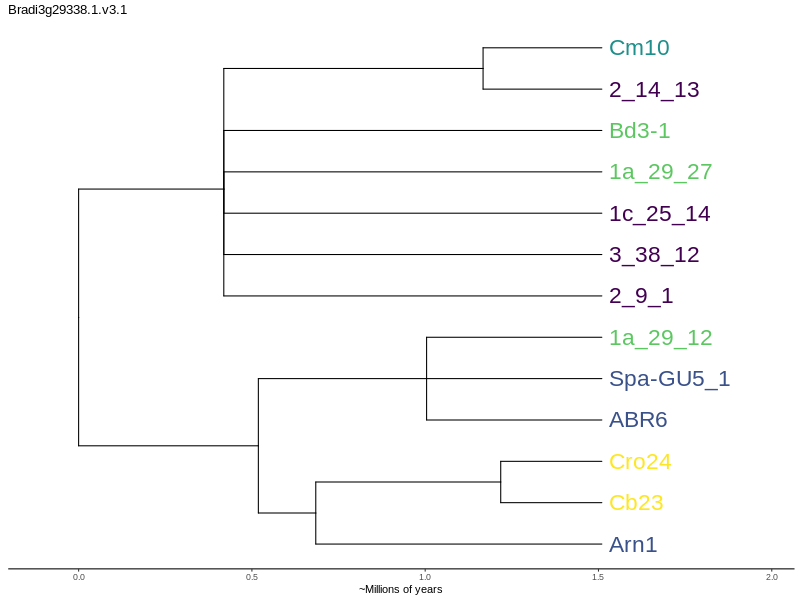 Bradi3g29338.1.v3.1
Cm10
2_14_13
Bd3-1
1a_29_27
1c_25_14
3_38_12
2_9_1
1a_29_12
Spa-GU5_1
ABR6
Cro24
Cb23
Arn1
0.0 0.5 1.0 1.5 2.0
~Millions of years